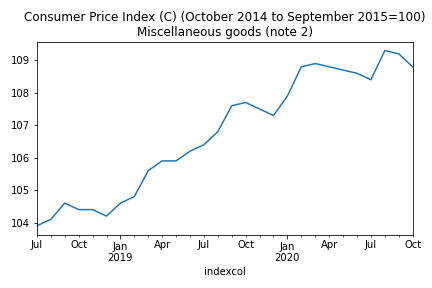 Consumer Price Index (C) (October 2014 to September 2015=100)
Miscellaneous goods (note 2)
109
108
107
106
105
104
Jul Oct Jan Apr Jul Oct Jan Apr Jul Oct
2019 2020
indexcol